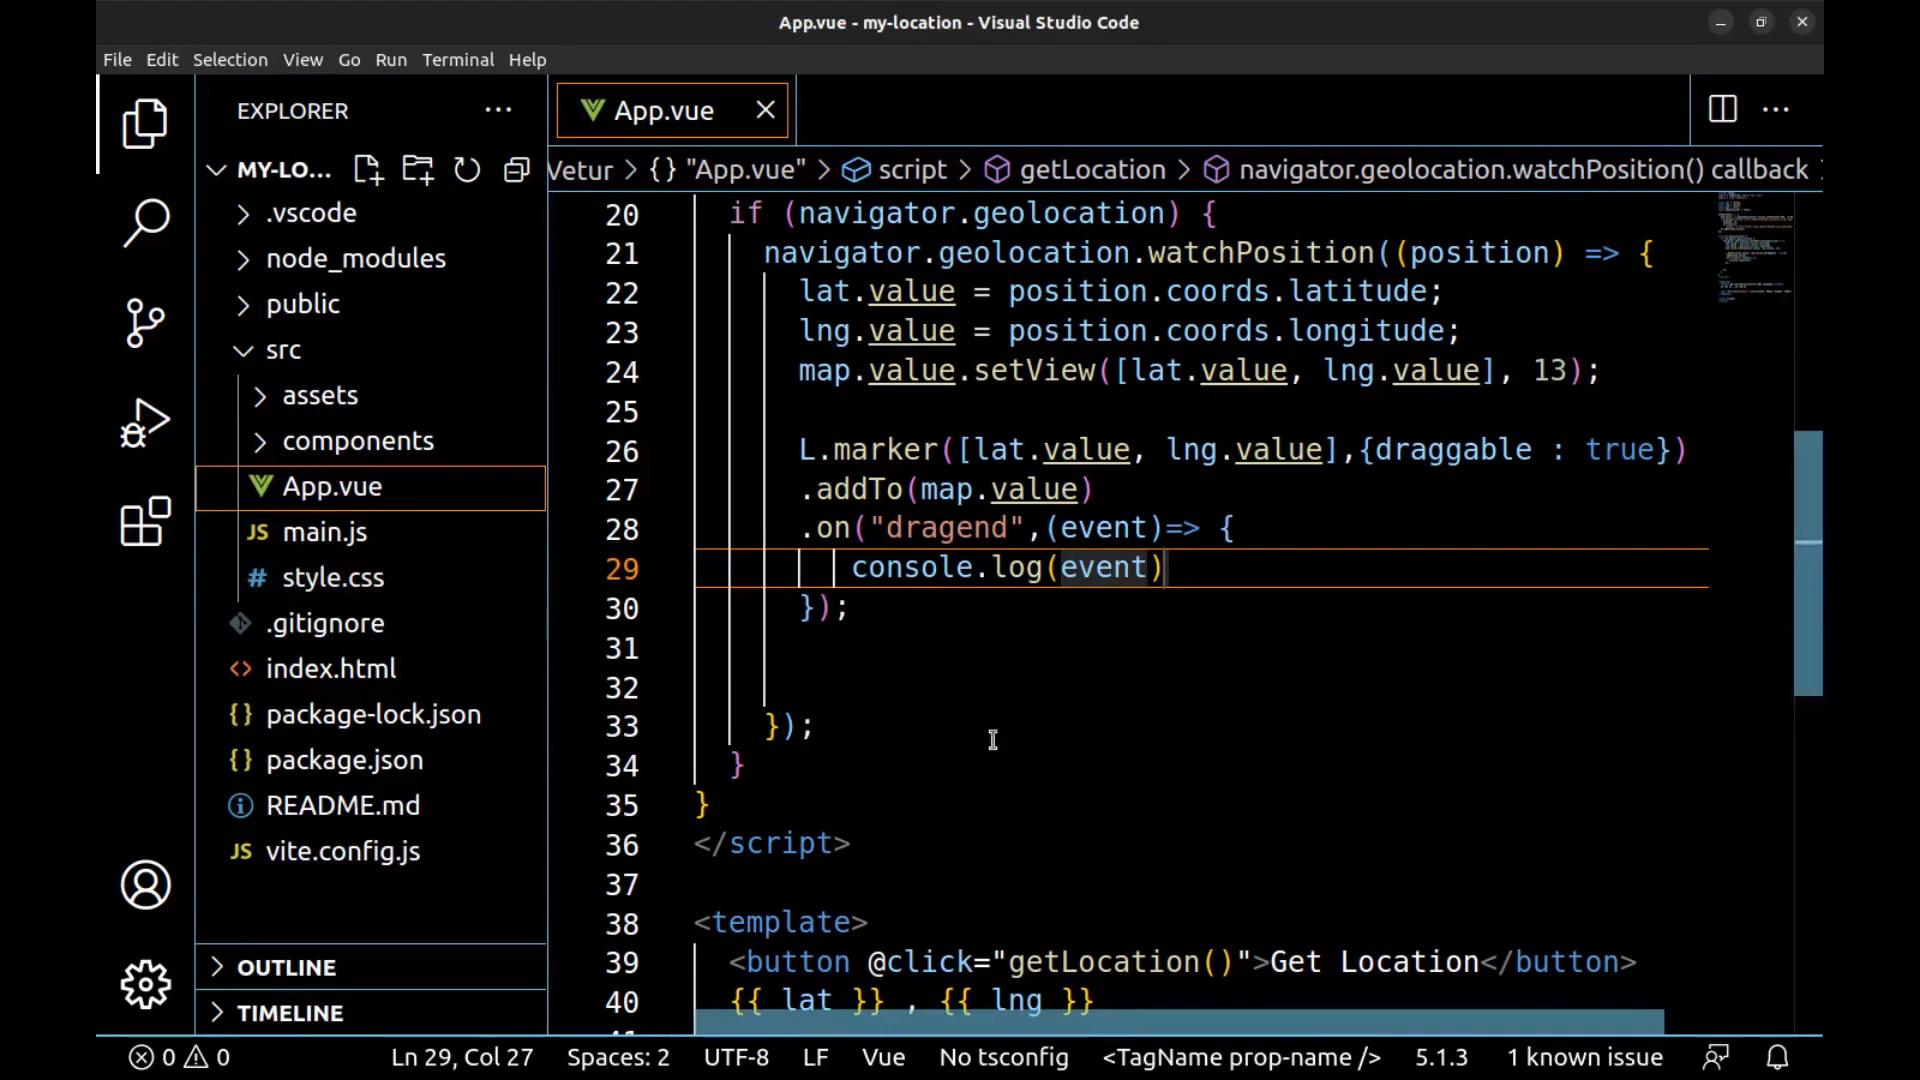 App.vue - my-location - Visual Studio Code
File Edit Selection View Go Run Terminal Help
EXPLORER
MY-LO...
.vscode
node_modules
public
src
assets
components
App.vue
JS main.js
# style.css
.gitignore
<> index.html
{} package-lock.json
{} package.json
README.md
JS vite.config.js
OUTLINE
TIMELINE
App.vue
Vetur > {} "App.vue" > script > getLocation > navigator.geolocation.watchPosition() callback
20 if (navigator.geolocation) {
21 navigator.geolocation.watchPosition((position) => {
22 lat.value = position.coords.latitude;
23 lng.value = position.coords.longitude;
24 map.value.setView([lat.value, lng.value], 13);
25
26 L.marker([lat.value, lng.value],{draggable : true})
27 .addTo(map.value)
28 .on("dragend",(event)=> {
29 console.log(event)
30 });
31
32
33 });
34 }
35 }
36 </script>
37
38 <template>
39 <button @click="getLocation()">Get Location</button>
40 {{ lat }} , {{ lng }}
0 0 Ln 29, Col 27 Spaces: 2 UTF-8 LF Vue No tsconfig <TagName prop-name /> 5.1.3 1 known issue